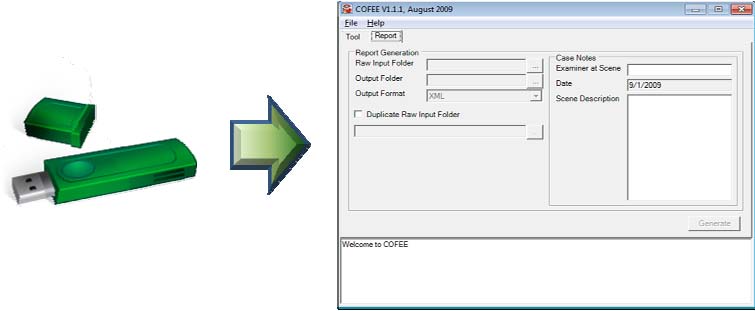 COFEE V1.1.1, August 2009
File Help
Tool Report
Report Generation
Raw Input Folder ...
Output Folder ...
Output Format XML
Duplicate Raw Input Folder
...
Case Notes
Examiner at Scene
Date 9/1/2009
Scene Description
Generate
Welcome to COFEE